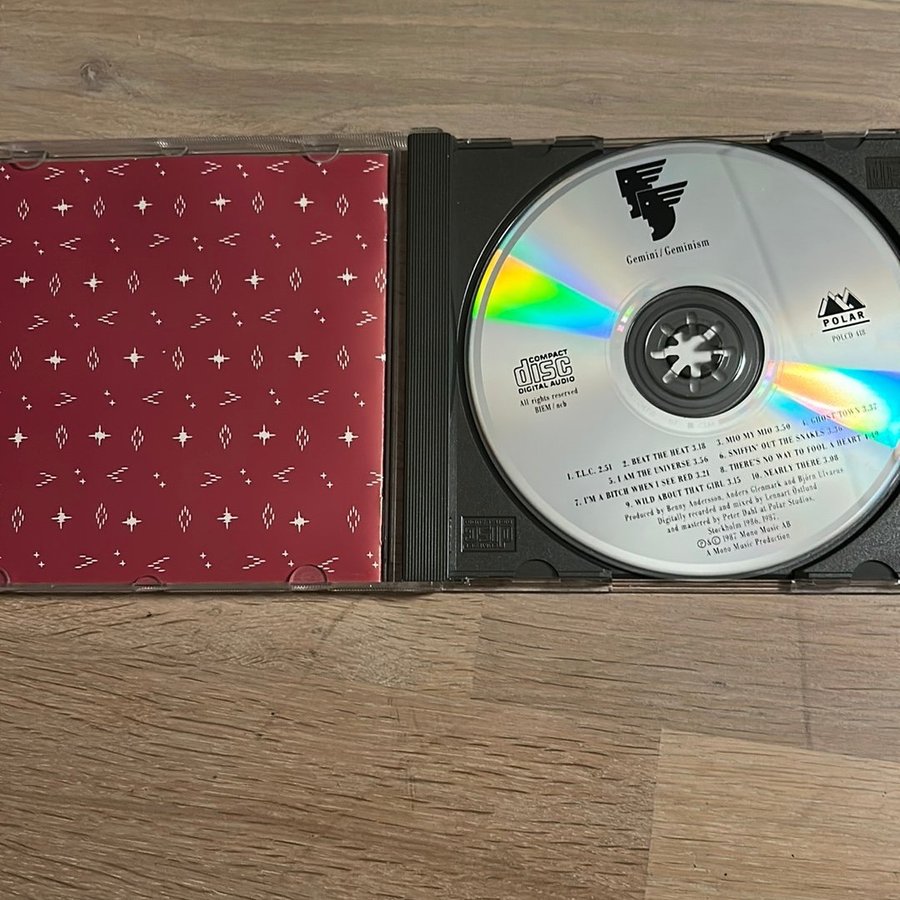 Gemini / Geminism
POLAR
POLCD 418
COMPACT
disc
DIGITAL AUDIO
All rights reserved
BIEM / ncb
1. T.L.C. 2.51 2. BEAT THE HEAT 3.18 3. MIO MY MIO 3.50 4. GHOST TOWN 3.37
5. I AM THE UNIVERSE 3.56 6. SNIFFIN' OUT THE SNAKES 3.36
7. I'M A BITCH WHEN I SEE RED 3.21 8. THERE'S NO WAY TO FOOL A HEART
9. WILD ABOUT THAT GIRL 3.15 10. NEARLY THERE 3.08
Produced by Benny Andersson, Anders Glenmark and Björn Ulvaeus
Digitally recorded and mixed by Lennart Östlund
and mastered by Peter Dahl at Polar Studios,
Stockholm 1986, 1987.
℗&© 1987 Mono Music AB
A Mono Music Production